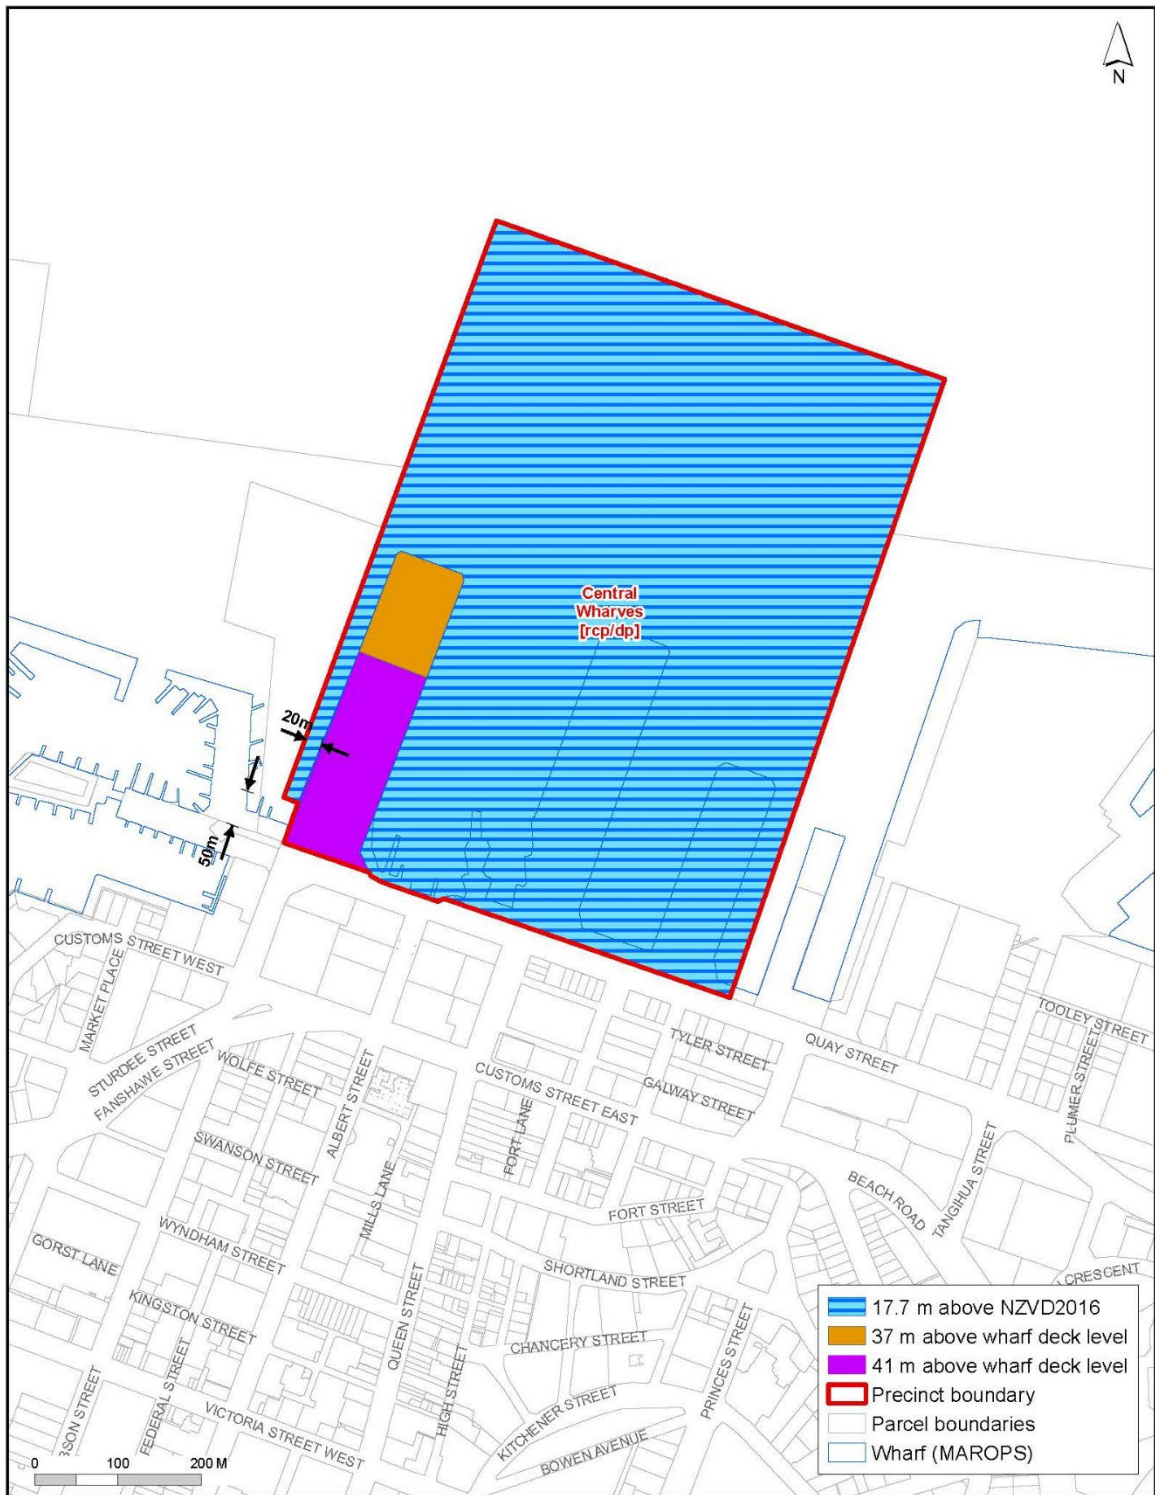 N
Central
Wharves
[rcp/dp]
20m
50m
CUSTOMS STREET WEST
MARKET PLACE
STURDEE STREET
FANSHAWE STREET
WOLFE STREET
ALBERT STREET
SWANSON STREET
MILLS LANE
WYNDHAM STREET
GORST LANE
KINGSTON STREET
QUEEN STREET
FEDERAL STREET
BSON STREET
VICTORIA STREET WEST
HIGH STREET
FORT LANE
CUSTOMS STREET EAST
TYLER STREET
GALWAY STREET
QUAY STREET
TOOLEY STREET
PLUMER STREET
TANGIHUA STREET
BEACH ROAD
FORT STREET
SHORTLAND STREET
CHANCERY STREET
PRINCES STREET
KITCHENER STREET
BOWEN AVENUE
CRESCENT
17.7 m above NZVD2016
37 m above wharf deck level
41 m above wharf deck level
Precinct boundary
Parcel boundaries
Wharf (MAROPS)
0 100 200 M